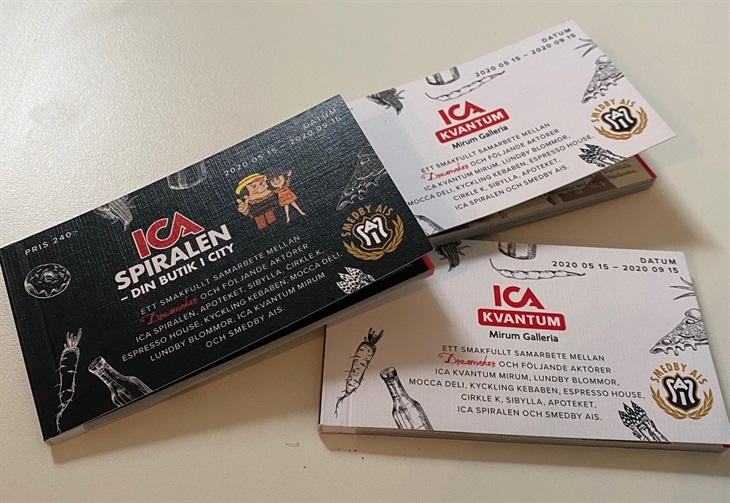 PRIS 240:-
DATUM
2020 05 15 – 2020 09 15
ICA
SPIRALEN
– DIN BUTIK I CITY
ETT SMAKFULLT SAMARBETE MELLAN
Dreammaker OCH FÖLJANDE AKTÖRER
ICA SPIRALEN, APOTEKET, SIBYLLA, CIRKLE K,
ESPRESSO HOUSE, KYCKLING KEBABEN, MOCCA DELI,
LUNDBY BLOMMOR, ICA KVANTUM MIRUM
OCH SMEDBY AIS.
SMEDBY AIS
DATUM
2020 05 15 – 2020 09 15
ICA
KVANTUM
Mirum Galleria
ETT SMAKFULLT SAMARBETE MELLAN
Dreammaker OCH FÖLJANDE AKTÖRER
ICA KVANTUM MIRUM, LUNDBY BLOMMOR,
MOCCA DELI, KYCKLING KEBABEN, ESPRESSO HOUSE,
CIRKLE K, SIBYLLA, APOTEKET,
ICA SPIRALEN OCH SMEDBY AIS.
SMEDBY AIS
DATUM
2020 05 15 – 2020 09 15
ICA
KVANTUM
Mirum Galleria
ETT SMAKFULLT SAMARBETE MELLAN
Dreammaker OCH FÖLJANDE AKTÖRER
ICA KVANTUM MIRUM, LUNDBY BLOMMOR,
MOCCA DELI, KYCKLING KEBABEN, ESPRESSO HOUSE,
CIRKLE K, SIBYLLA, APOTEKET,
ICA SPIRALEN OCH SMEDBY AIS.
SMEDBY AIS